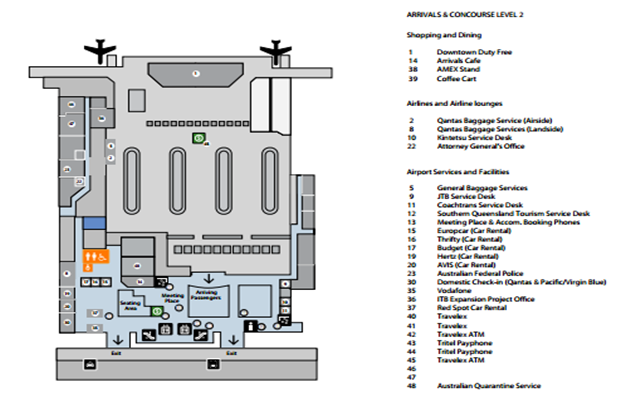 ARRIVALS & CONCOURSE LEVEL 2
Shopping and Dining
1 Downtown Duty Free
14 Arrivals Cafe
38 AMEX Stand
39 Coffee Cart
Airlines and Airline lounges
2 Qantas Baggage Service (Airside)
8 Qantas Baggage Services (Landside)
10 Kintetsu Service Desk
22 Attorney General's Office
Airport Services and Facilities
5 General Baggage Services
9 JTB Service Desk
11 Coachtrans Service Desk
12 Southern Queensland Tourism Service Desk
13 Meeting Place & Accom. Booking Phones
15 Europcar (Car Rental)
16 Thrifty (Car Rental)
17 Budget (Car Rental)
19 Hertz (Car Rental)
20 AVIS (Car Rental)
23 Australian Federal Police
30 Domestic Check-in (Qantas & Pacific/Virgin Blue)
35 Vodafone
36 ITB Expansion Project Office
37 Red Spot Car Rental
40 Travelex
41 Travelex
42 Travelex ATM
43 Tritel Payphone
44 Tritel Payphone
45 Travelex ATM
46
47
48 Australian Quarantine Service
Seating
Area
Meeting
Place
Arriving
Passengers
Exit
Exit